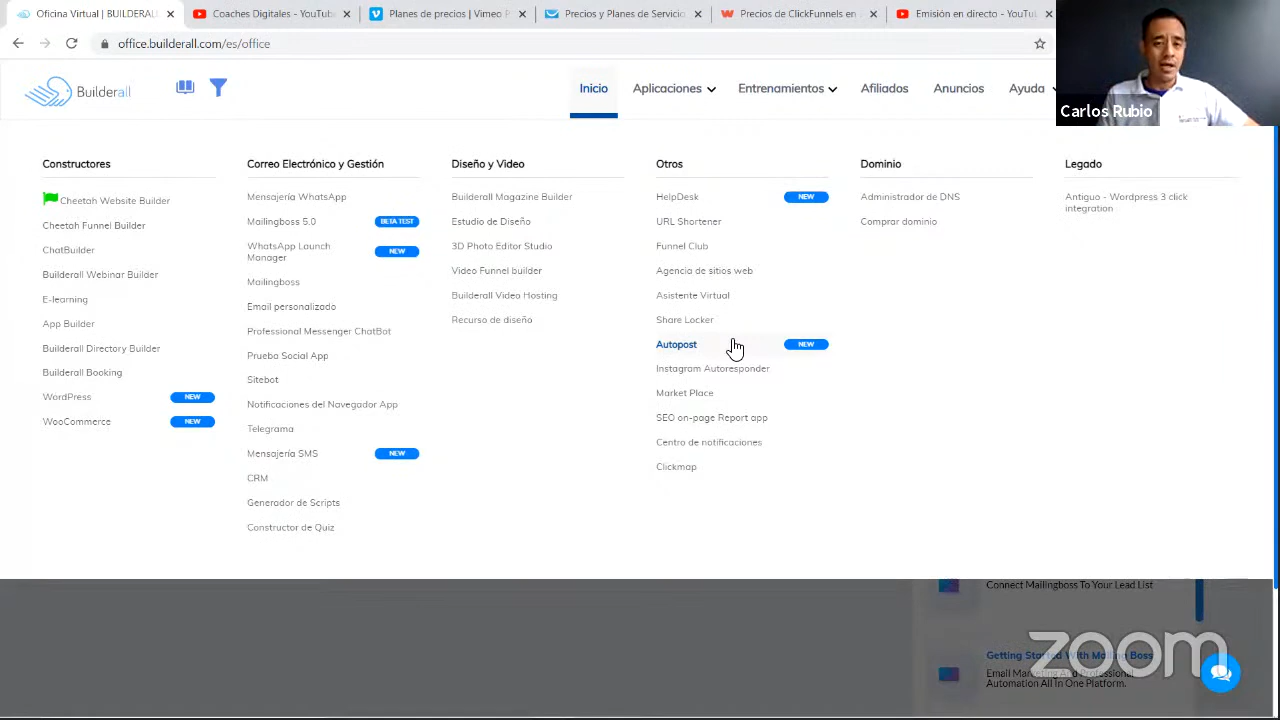 Oficina Virtual | BUILDERALL
Coaches Digitales - YouTube
Planes de precios | Vimeo P
Precios y Planes de Servicio
Precios de ClickFunnels en
Emisión en directo - YouTu
office.builderall.com/es/office
Carlos Rubio
Builderall
Inicio
Aplicaciones
Entrenamientos
Afiliados
Anuncios
Ayuda
Constructores
Cheetah Website Builder
Cheetah Funnel Builder
ChatBuilder
Builderall Webinar Builder
E-learning
App Builder
Builderall Directory Builder
Builderall Booking
WordPress NEW
WooCommerce NEW
Correo Electrónico y Gestión
Mensajería WhatsApp
Mailingboss 5.0 BETA TEST
WhatsApp Launch
Manager NEW
Mailingboss
Email personalizado
Professional Messenger ChatBot
Prueba Social App
Sitebot
Notificaciones del Navegador App
Telegrama
Mensajería SMS NEW
CRM
Generador de Scripts
Constructor de Quiz
Diseño y Video
Builderall Magazine Builder
Estudio de Diseño
3D Photo Editor Studio
Video Funnel builder
Builderall Video Hosting
Recurso de diseño
Otros
HelpDesk NEW
URL Shortener
Funnel Club
Agencia de sitios web
Asistente Virtual
Share Locker
Autopost NEW
Instagram Autoresponder
Market Place
SEO on-page Report app
Centro de notificaciones
Clickmap
Dominio
Administrador de DNS
Comprar dominio
Legado
Antiguo - Wordpress 3 click
integration
Connect Mailingboss To Your Lead List
Getting Started With Mailing Boss
Email Marketing And Professional
Automation All In One Platform.
zoom